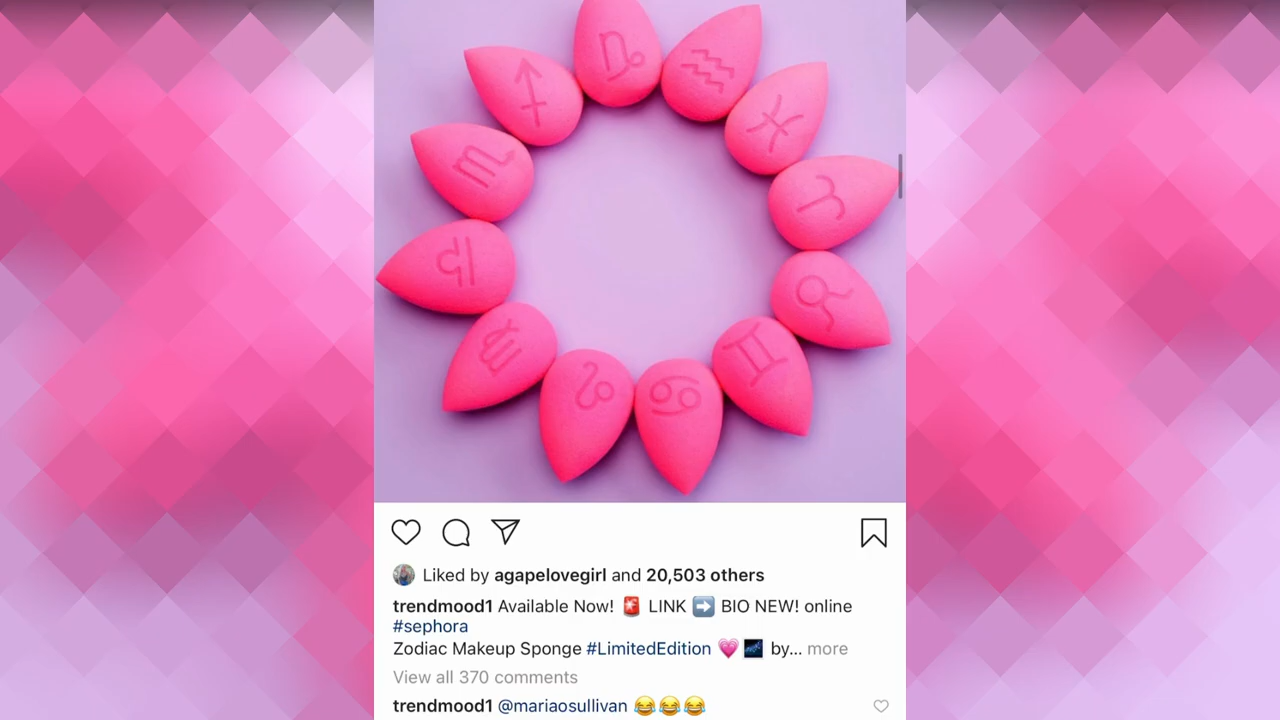 Liked by agapelovegirl and 20,503 others
trendmood1 Available Now! 🚨 LINK ➡️ BIO NEW! online
#sephora
Zodiac Makeup Sponge #LimitedEdition 💗 🌌 by... more
View all 370 comments
trendmood1 @mariaosullivan 😂😂😂